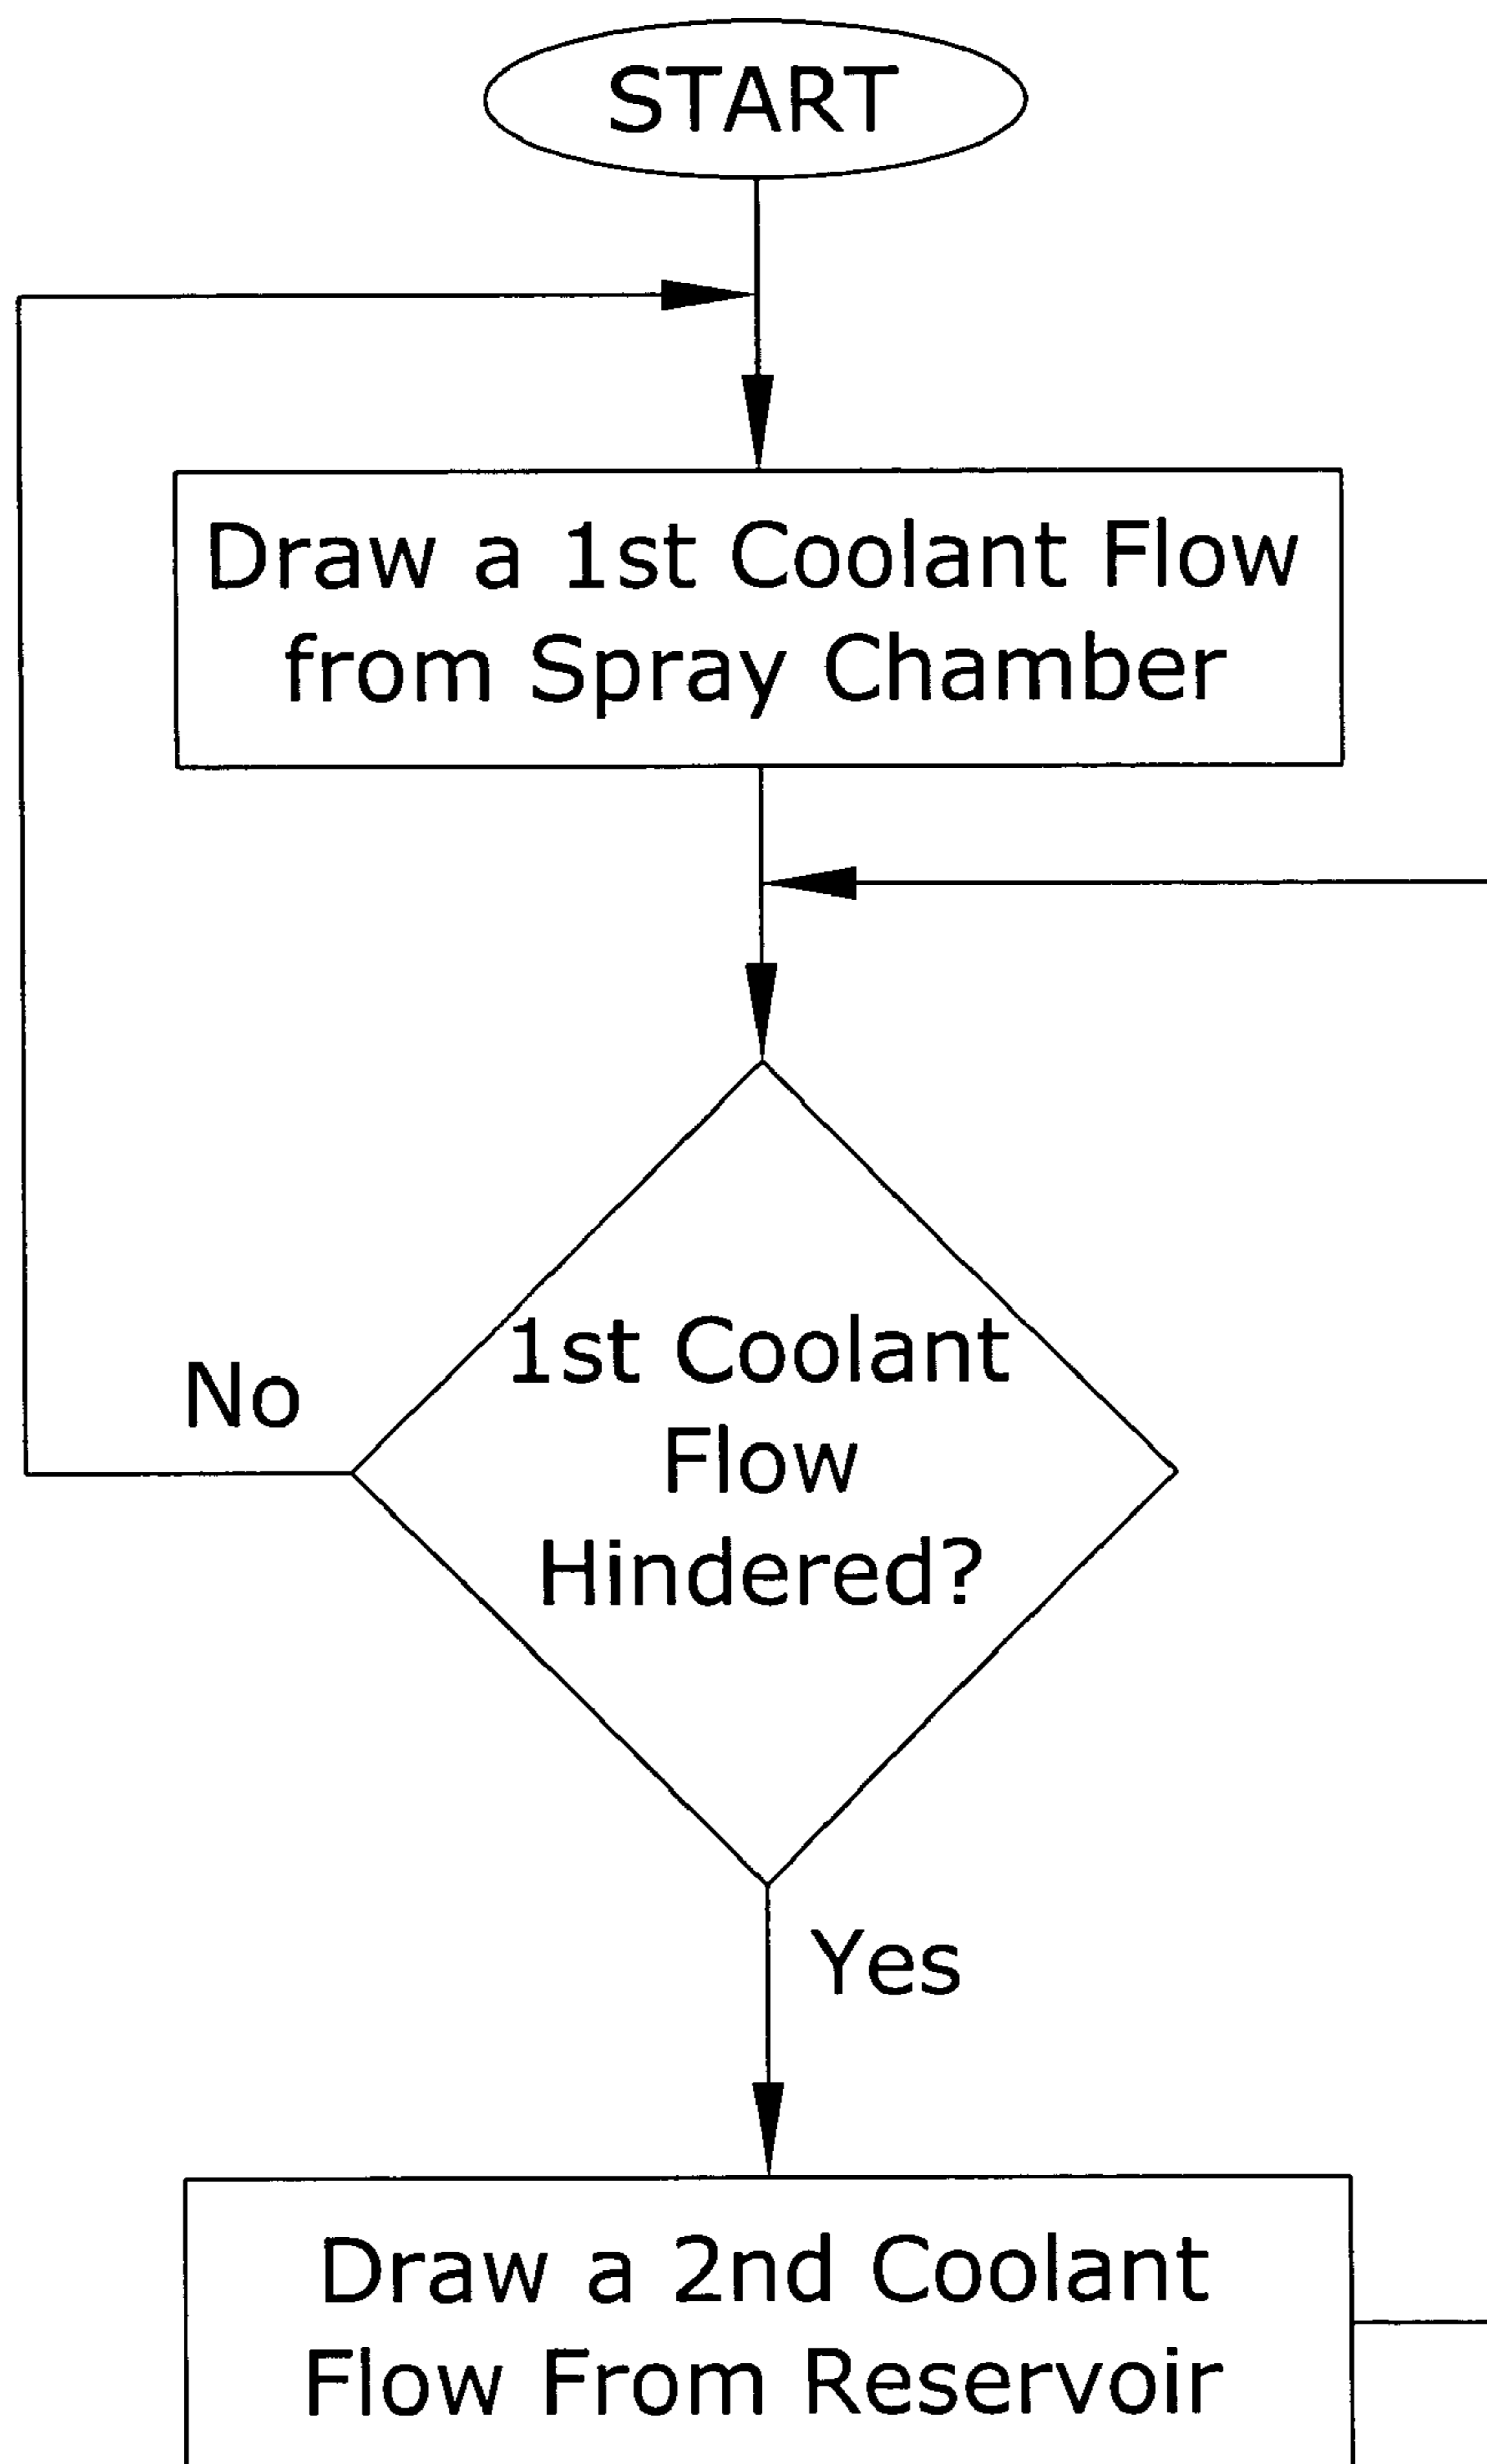 START
Draw a 1st Coolant Flow
from Spray Chamber
1st Coolant
Flow
Hindered?
No
Yes
Draw a 2nd Coolant
Flow From Reservoir